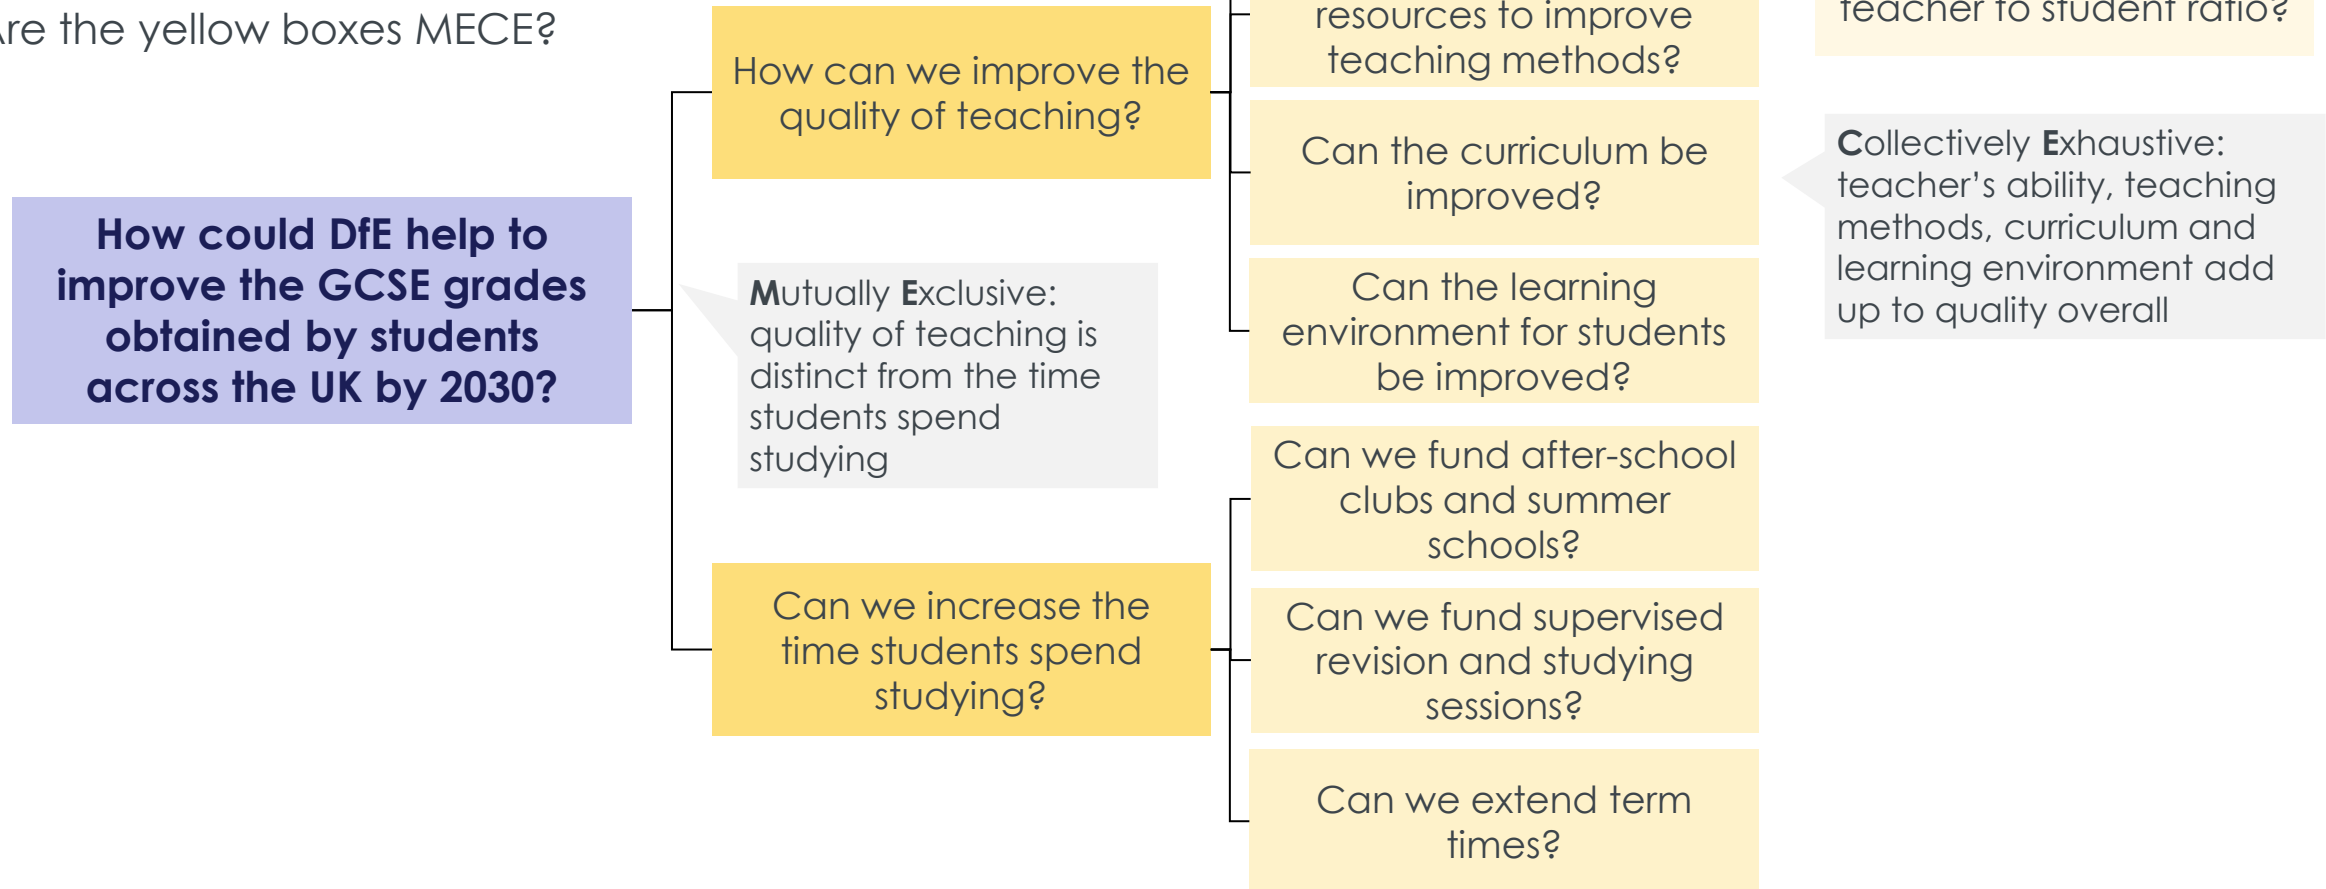 Are the yellow boxes MECE?
How can we improve the
quality of teaching?
resources to improve
teaching methods?
teacher to student ratio?
Can the curriculum be
improved?
Collectively Exhaustive:
teacher’s ability, teaching
methods, curriculum and
learning environment add
up to quality overall
How could DfE help to
improve the GCSE grades
obtained by students
across the UK by 2030?
Mutually Exclusive:
quality of teaching is
distinct from the time
students spend
studying
Can the learning
environment for students
be improved?
Can we fund after-school
clubs and summer
schools?
Can we increase the
time students spend
studying?
Can we fund supervised
revision and studying
sessions?
Can we extend term
times?